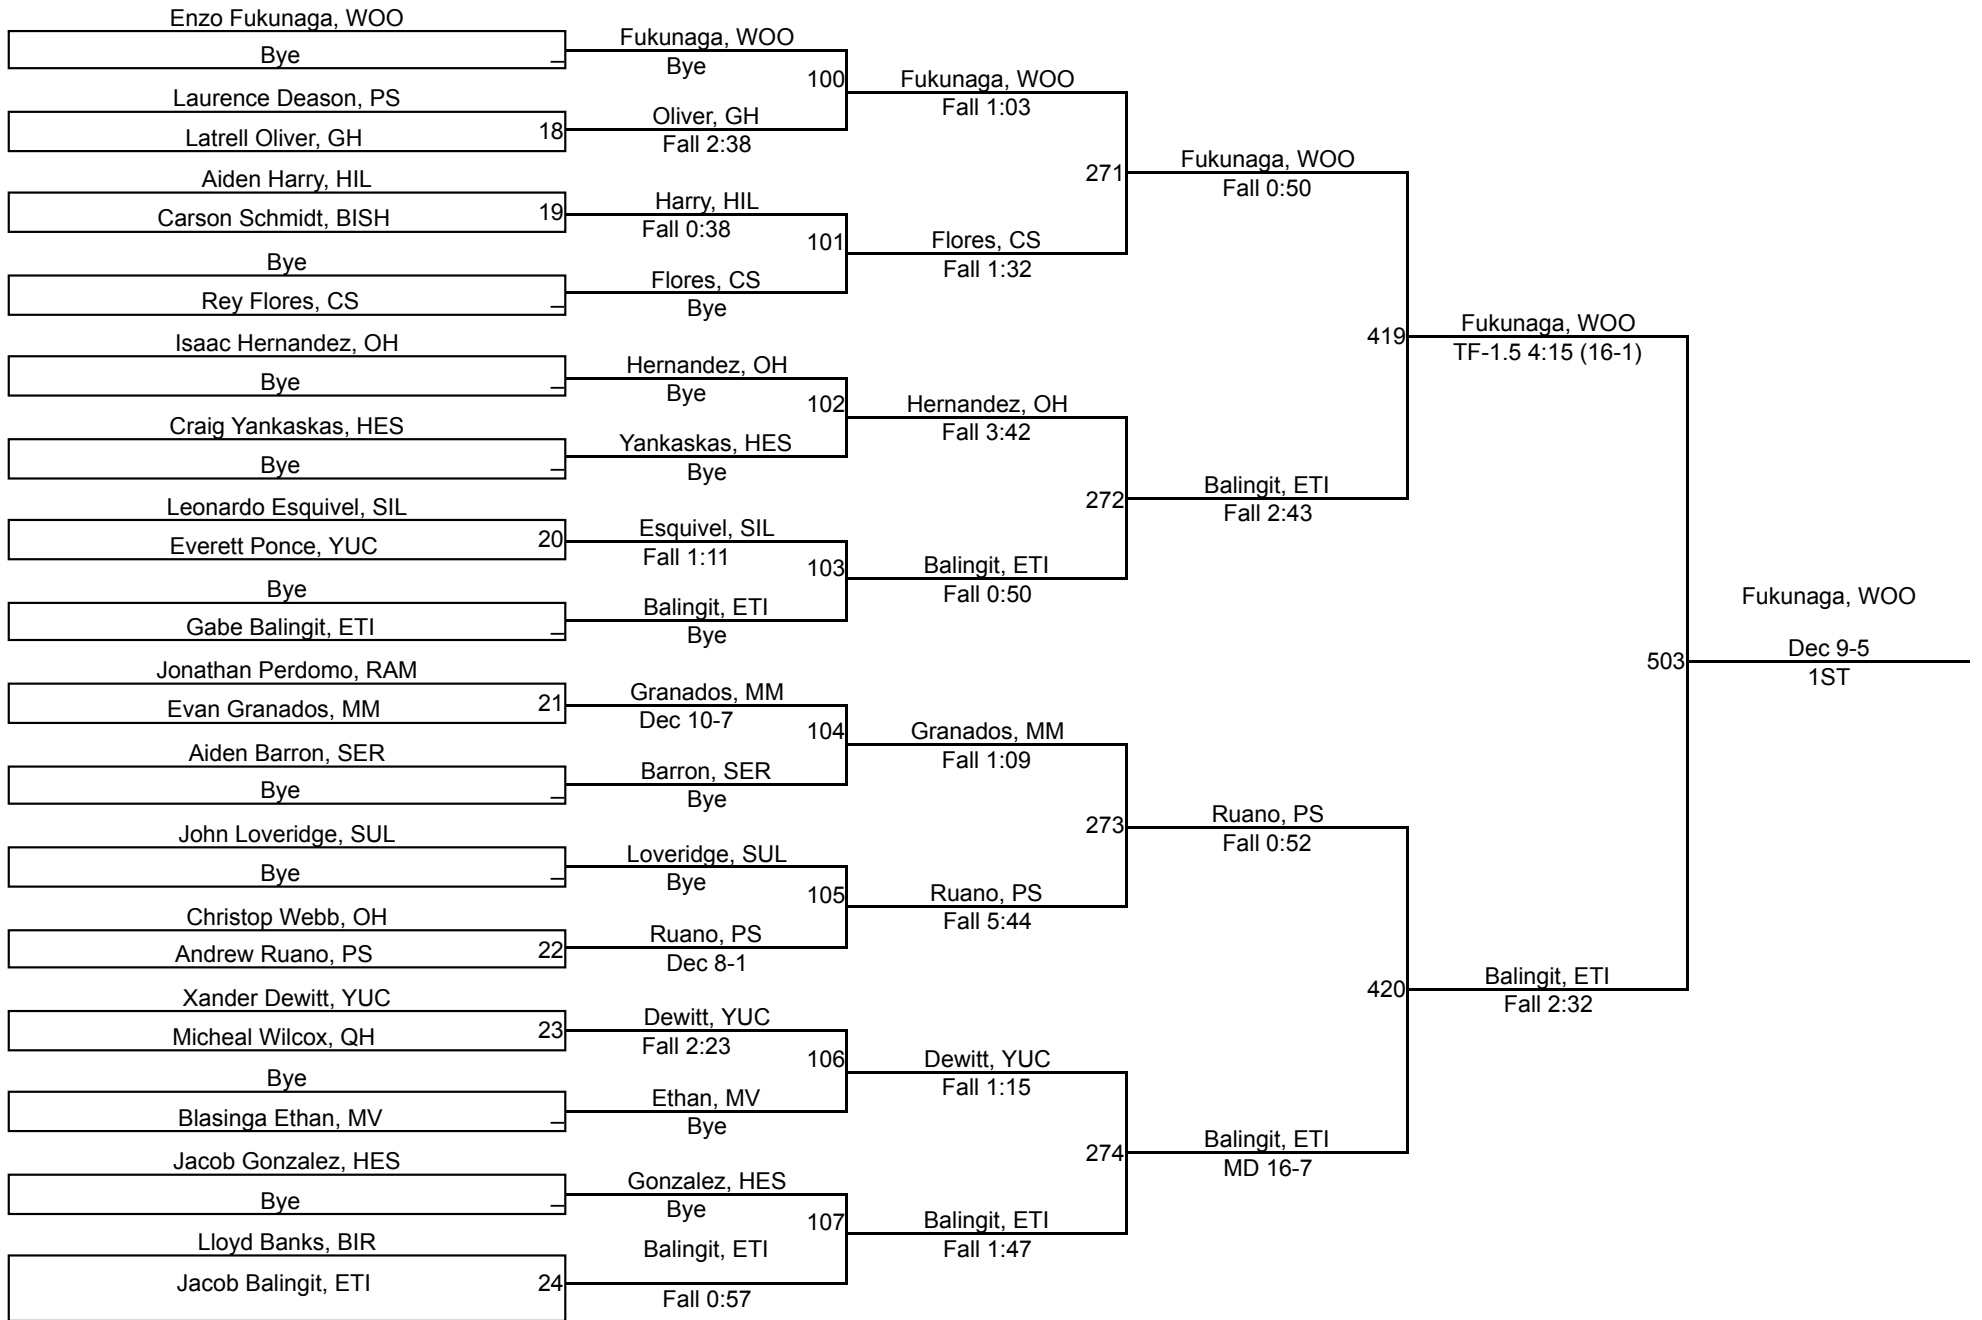 Enzo Fukunaga, WOO
Bye
Laurence Deason, PS
Latrell Oliver, GH
18
Aiden Harry, HIL
Carson Schmidt, BISH
19
Bye
Rey Flores, CS
Isaac Hernandez, OH
Bye
Craig Yankaskas, HES
Bye
Leonardo Esquivel, SIL
Everett Ponce, YUC
20
Bye
Gabe Balingit, ETI
Jonathan Perdomo, RAM
Evan Granados, MM
21
Aiden Barron, SER
Bye
John Loveridge, SUL
Bye
Christop Webb, OH
Andrew Ruano, PS
22
Xander Dewitt, YUC
Micheal Wilcox, QH
23
Bye
Blasinga Ethan, MV
Jacob Gonzalez, HES
Bye
Lloyd Banks, BIR
Jacob Balingit, ETI
24
Fukunaga, WOO
Bye
100
Oliver, GH
Fall 2:38
Harry, HIL
Fall 0:38
101
Flores, CS
Bye
Hernandez, OH
Bye
102
Yankaskas, HES
Bye
Esquivel, SIL
Fall 1:11
103
Balingit, ETI
Bye
Granados, MM
Dec 10-7
104
Barron, SER
Bye
Loveridge, SUL
Bye
105
Ruano, PS
Dec 8-1
Dewitt, YUC
Fall 2:23
106
Ethan, MV
Bye
Gonzalez, HES
Bye
107
Balingit, ETI
Fall 0:57
Fukunaga, WOO
Fall 1:03
271
Flores, CS
Fall 1:32
Hernandez, OH
Fall 3:42
272
Balingit, ETI
Fall 0:50
Granados, MM
Fall 1:09
273
Ruano, PS
Fall 5:44
Dewitt, YUC
Fall 1:15
274
Balingit, ETI
Fall 1:47
Fukunaga, WOO
Fall 0:50
419
Balingit, ETI
Fall 2:43
Ruano, PS
Fall 0:52
420
Balingit, ETI
MD 16-7
Fukunaga, WOO
TF-1.5 4:15 (16-1)
503
Balingit, ETI
Fall 2:32
Fukunaga, WOO
Dec 9-5
1ST